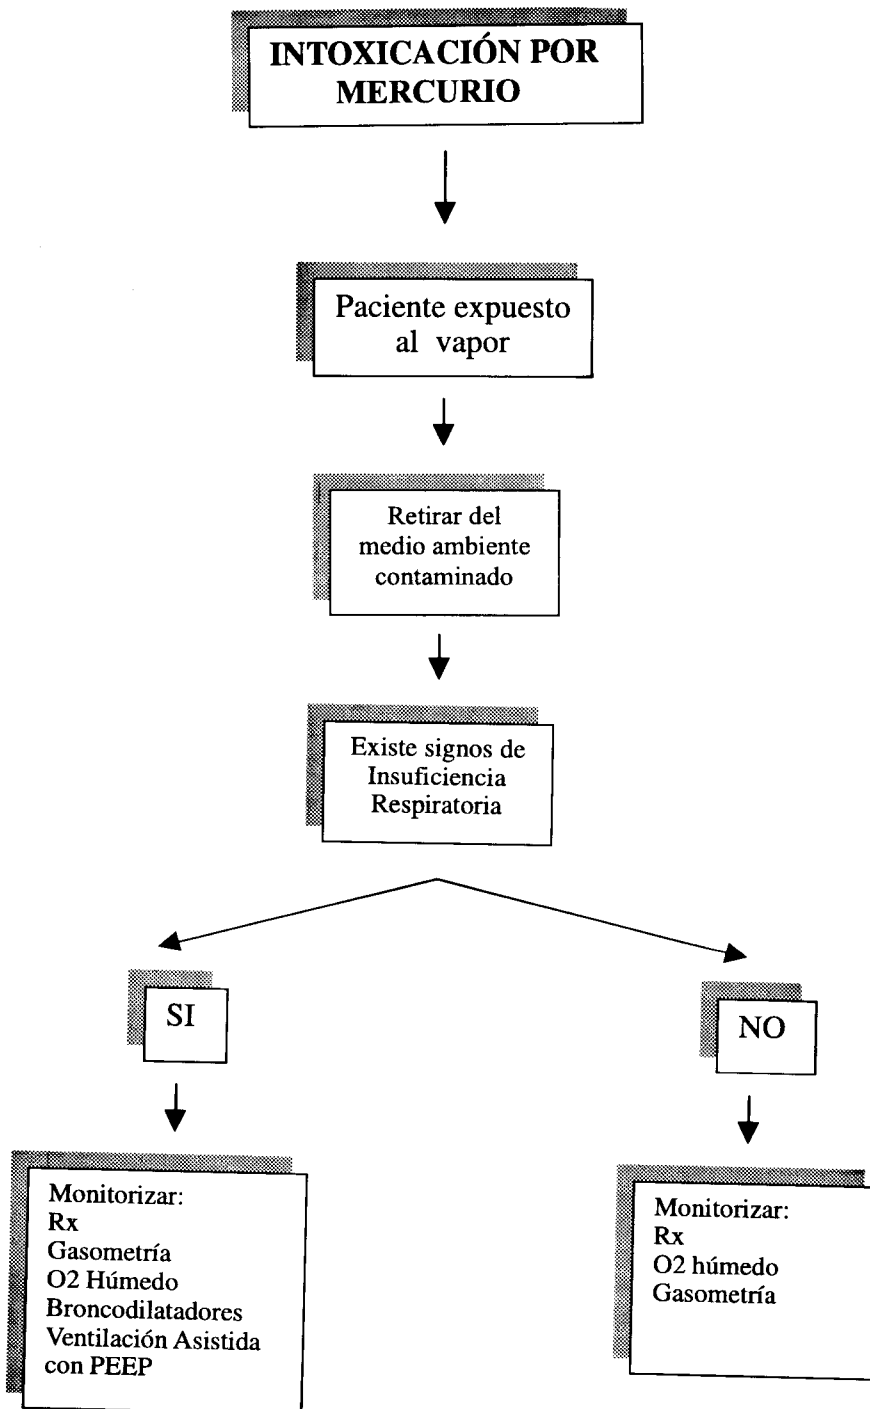 INTOXICACIÓN POR
MERCURIO
Paciente expuesto
al vapor
Retirar del
medio ambiente
contaminado
Existe signos de
Insuficiencia
Respiratoria
SI
NO
Monitorizar:
Rx
Gasometría
O2 Húmedo
Broncodilatadores
Ventilación Asistida
con PEEP
Monitorizar:
Rx
O2 húmedo
Gasometría